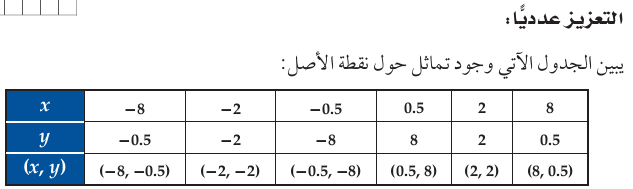 التعزيز عدديًّا:
يبين الجدول الآتي وجود تماثل حول نقطة الأصل:
x −8 −2 −0.5 0.5 2 8
y −0.5 −2 −8 8 2 0.5
(x, y) (−8, −0.5) (−2, −2) (−0.5, −8) (0.5, 8) (2, 2) (8, 0.5)